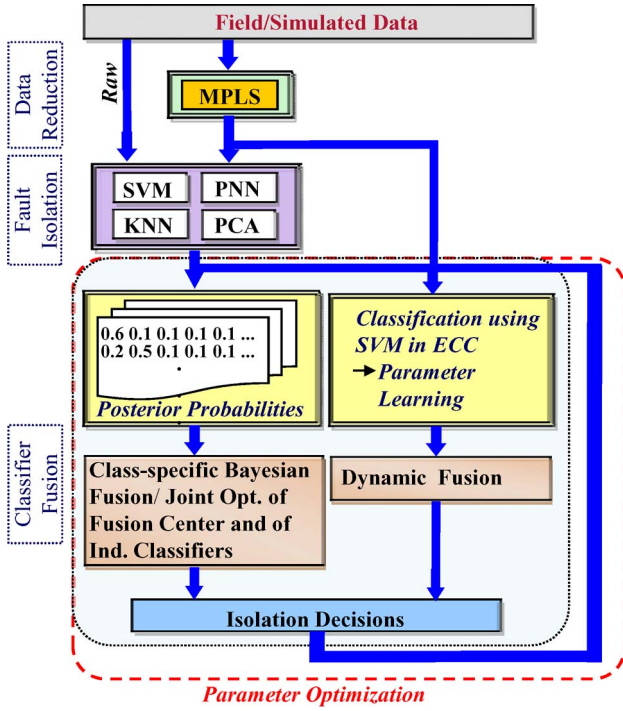 Field/Simulated Data
Data
Reduction
Raw
MPLS
Fault
Isolation
SVM
PNN
KNN
PCA
0.6 0.1 0.1 0.1 0.1 ...
0.2 0.5 0.1 0.1 0.1 ...
.
Posterior Probabilities
Classification using
SVM in ECC
→ Parameter
Learning
Classifier
Fusion
Class-specific Bayesian
Fusion/ Joint Opt. of
Fusion Center and of
Ind. Classifiers
Dynamic Fusion
Isolation Decisions
Parameter Optimization